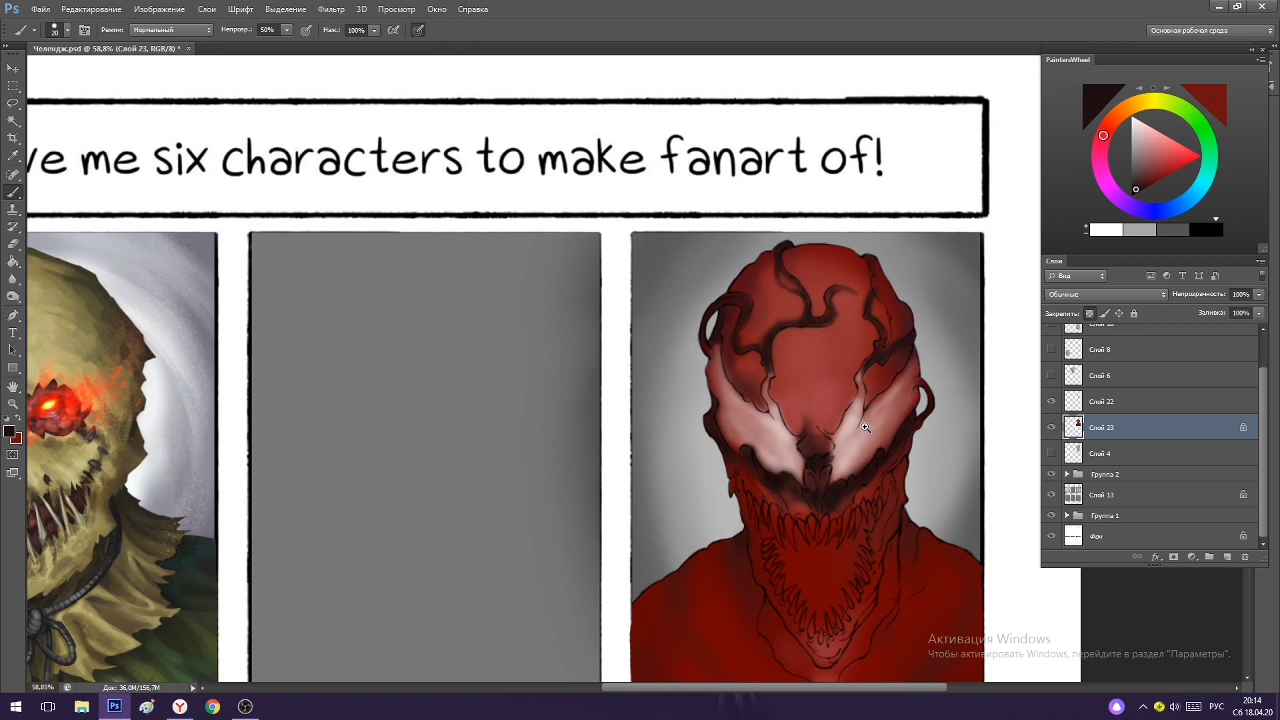 Ps Файл Редактирование Изображение Слои Шрифт Выделение Фильтр 3D Просмотр Окно Справка
20 Режим: Нормальный Непрозр.: 50% Наж.: 100% Основная рабочая среда
Челендж.psd @ 58,8% (Слой 23, RGB/8) * ×
PaintersWheel
ve me six characters to make fanart of!
Слои
Вид
Обычные Непрозрачность: 100%
Закрепить: Заливка: 100%
Слой 8
Слой 6
Слой 22
Слой 23
Слой 4
Группа 2
Слой 13
Группа 1
Фон
Активация Windows
Чтобы активировать Windows, перейдите в раздел "Параметры".
58,85% Док: 36,0M/156,7M
Ps РУС 20:14
Сб 18.04.20